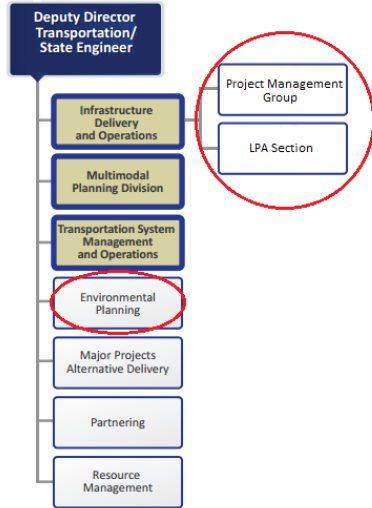 Deputy Director
Transportation/
State Engineer
Infrastructure
Delivery
and Operations
Project Management
Group
LPA Section
Multimodal
Planning Division
Transportation System
Management
and Operations
Environmental
Planning
Major Projects
Alternative Delivery
Partnering
Resource
Management